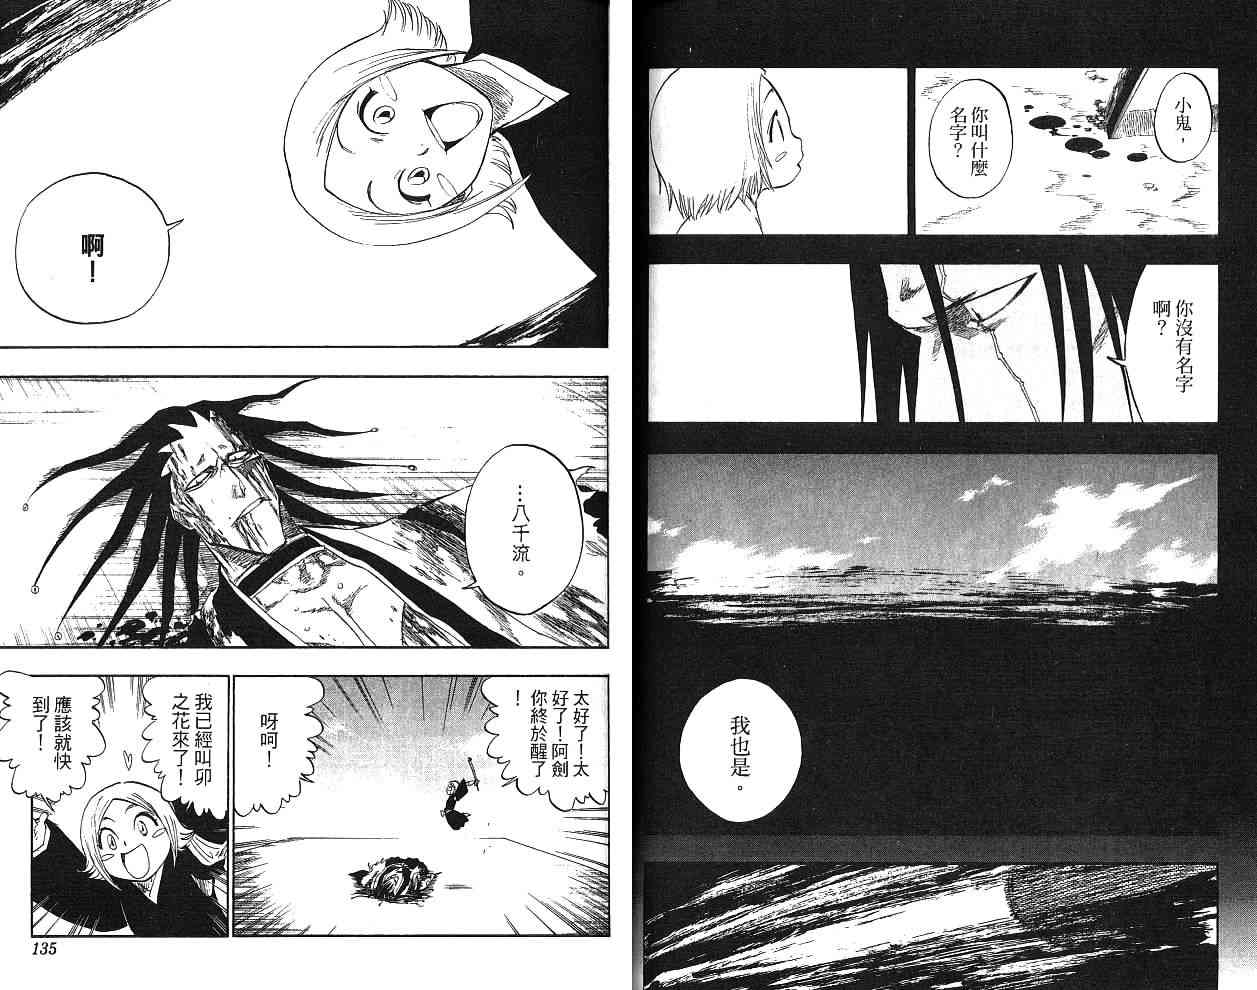 小鬼，
你叫什麼
名字？
你沒有名字
啊？
我也是。
啊！
…八千流。
太好了！太
好了！阿劍
你終於醒了
！
呀呵！
我已經叫卯
之花來了！
應該就快
到了！
135